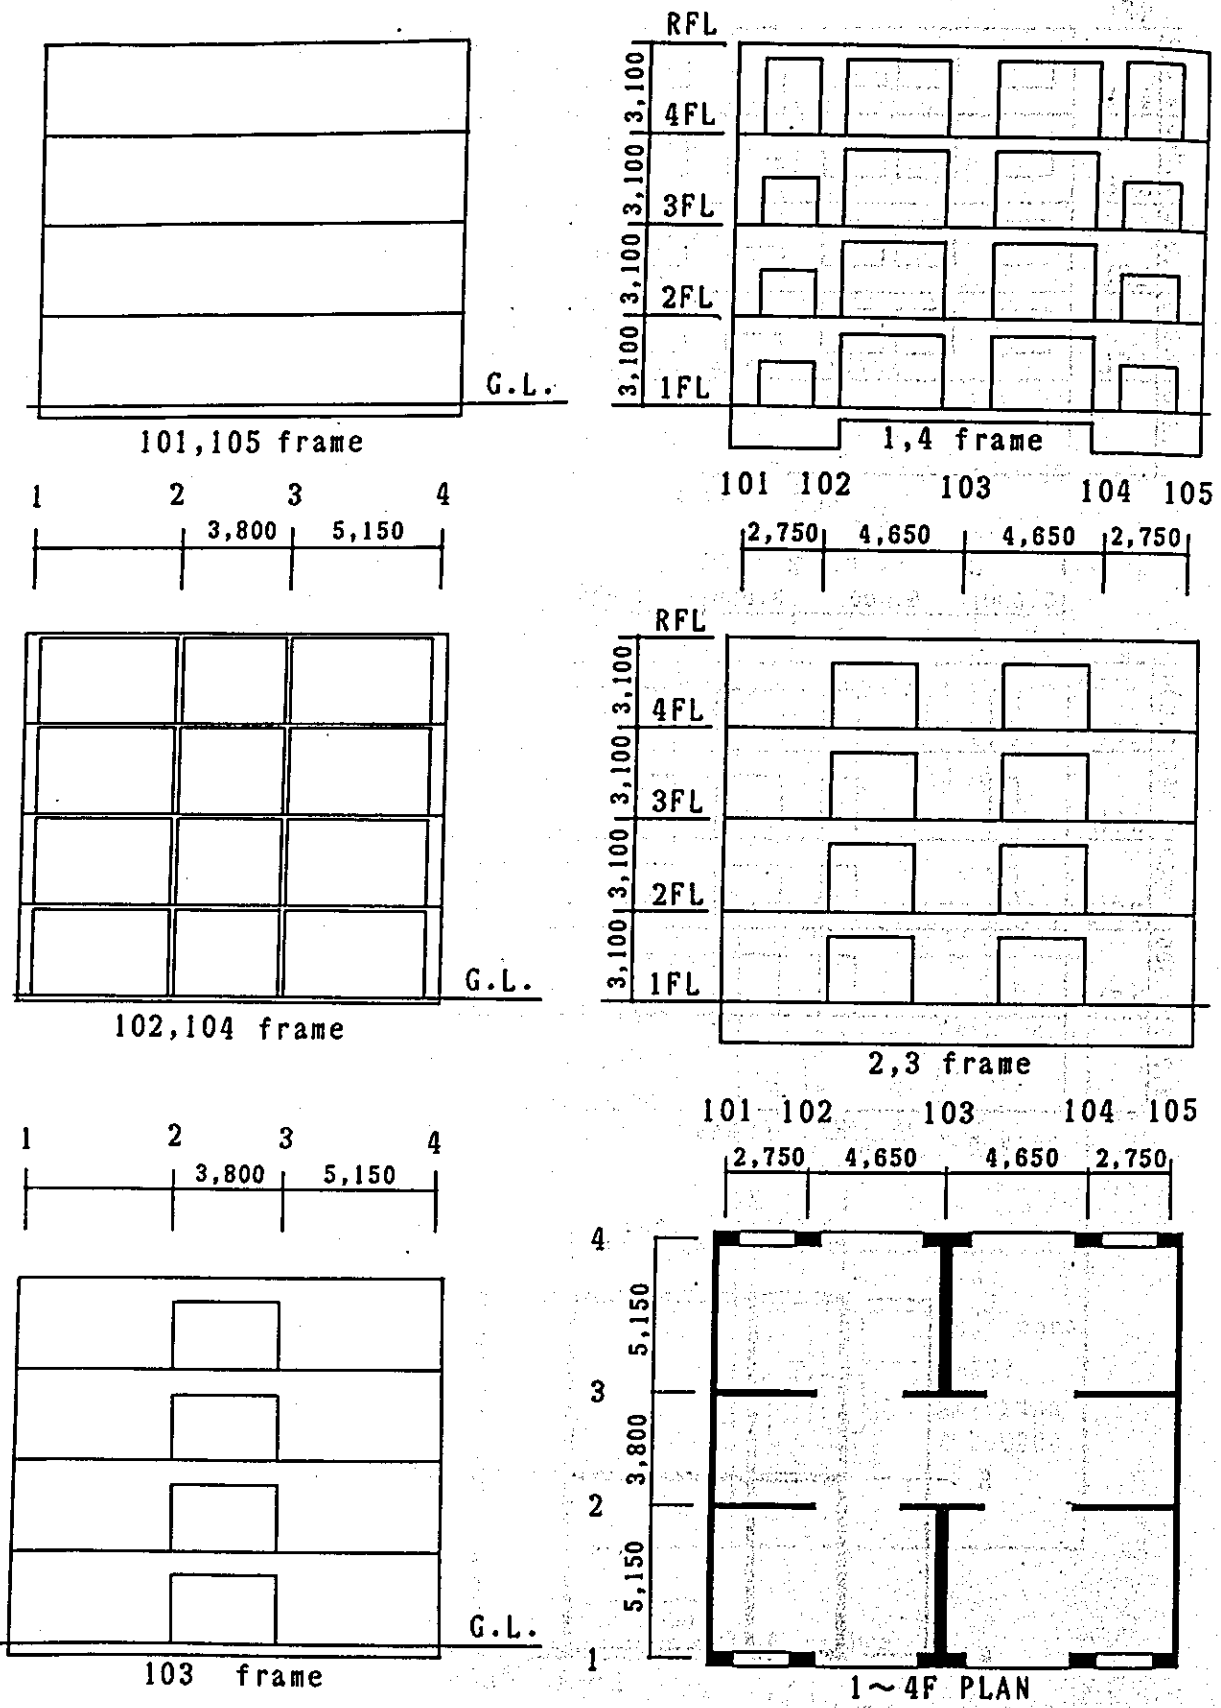 G.L.
101,105 frame
RFL
3,100
4FL
3,100
3FL
3,100
2FL
3,100
1FL
1,4 frame
1 2 3 4
3,800 5,150
101 102 103 104 105
2,750 4,650 4,650 2,750
G.L.
102,104 frame
RFL
3,100
4FL
3,100
3FL
3,100
2FL
3,100
1FL
2,3 frame
1 2 3 4
3,800 5,150
G.L.
103 frame
101 102 103 104 105
2,750 4,650 4,650 2,750
4
5,150
3
3,800
2
5,150
1
1~4F PLAN